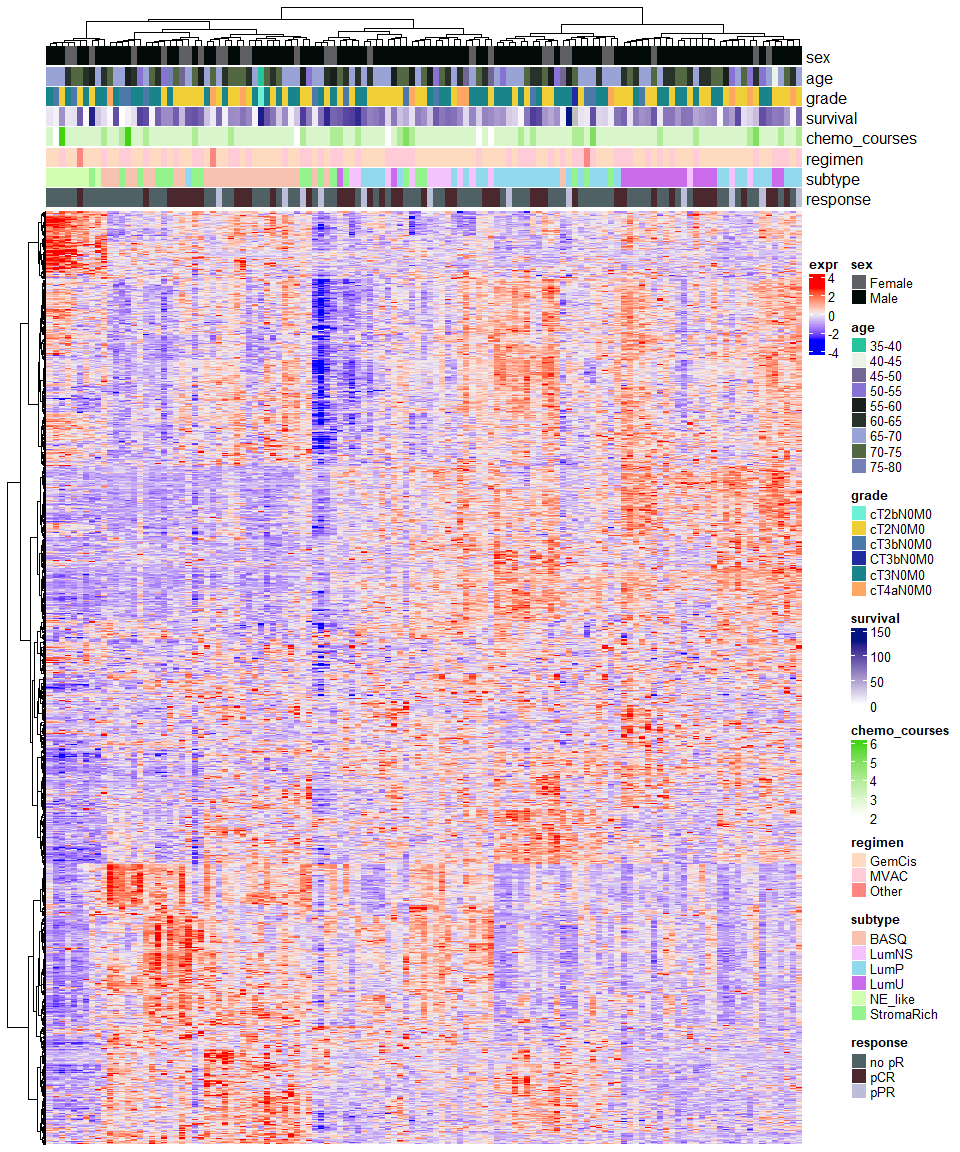 sex
age
grade
survival
chemo_courses
regimen
subtype
response
expr
4
2
0
-2
-4
sex
Female
Male
age
35-40
40-45
45-50
50-55
55-60
60-65
65-70
70-75
75-80
grade
cT2bN0M0
cT2N0M0
cT3bN0M0
CT3bN0M0
cT3N0M0
cT4aN0M0
survival
150
100
50
0
chemo_courses
6
5
4
3
2
regimen
GemCis
MVAC
Other
subtype
BASQ
LumNS
LumP
LumU
NE_like
StromaRich
response
no pR
pCR
pPR